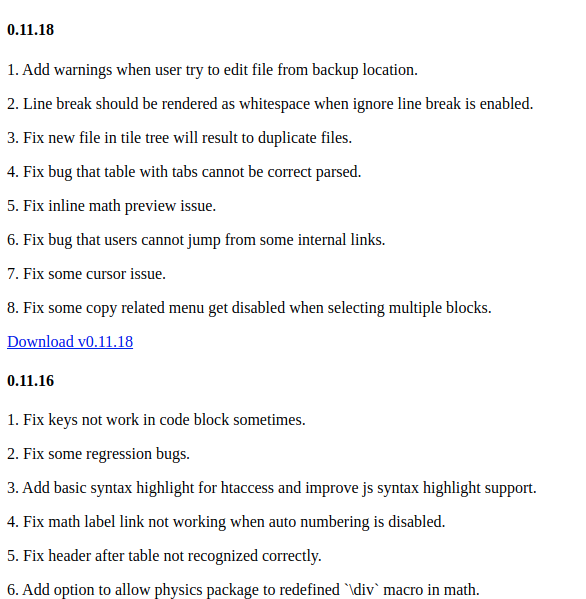 0.11.18
1. Add warnings when user try to edit file from backup location.
2. Line break should be rendered as whitespace when ignore line break is enabled.
3. Fix new file in tile tree will result to duplicate files.
4. Fix bug that table with tabs cannot be correct parsed.
5. Fix inline math preview issue.
6. Fix bug that users cannot jump from some internal links.
7. Fix some cursor issue.
8. Fix some copy related menu get disabled when selecting multiple blocks.
Download v0.11.18
0.11.16
1. Fix keys not work in code block sometimes.
2. Fix some regression bugs.
3. Add basic syntax highlight for htaccess and improve js syntax highlight support.
4. Fix math label link not working when auto numbering is disabled.
5. Fix header after table not recognized correctly.
6. Add option to allow physics package to redefined `\div` macro in math.